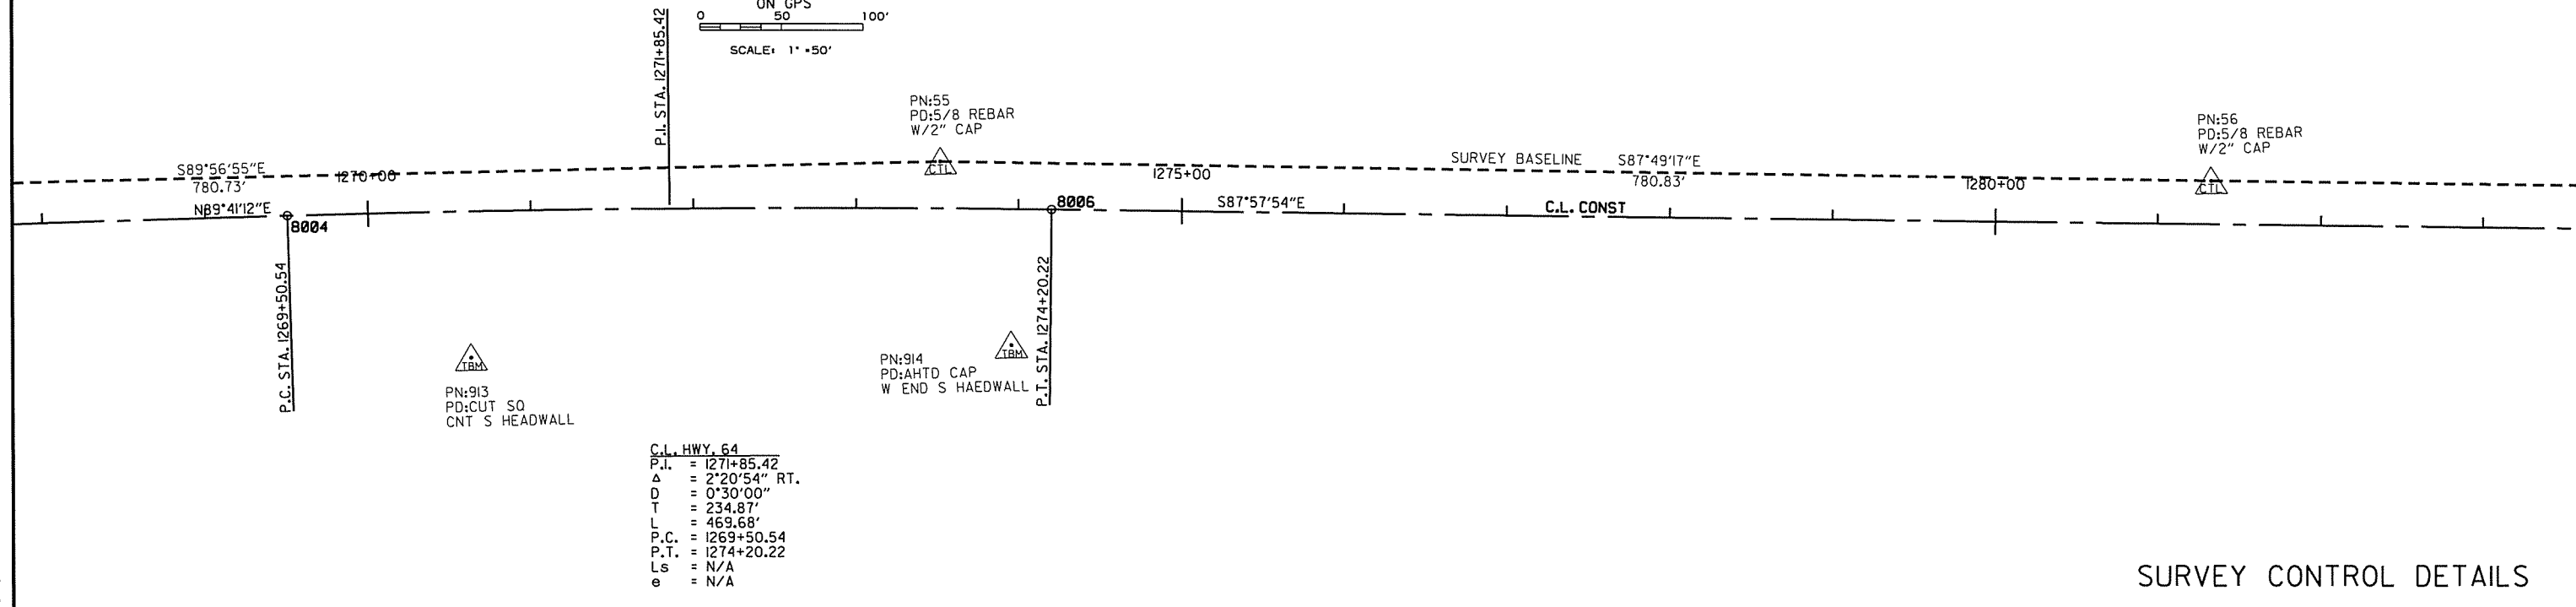 ON GPS
0 50 100'
SCALE: 1" =50'
P.I. STA. 1271+85.42
PN:55
PD:5/8 REBAR
W/2" CAP
CTL
PN:56
PD:5/8 REBAR
W/2" CAP
CTL
S89°56'55"E
780.73'
1270+00
SURVEY BASELINE S87°49'17"E
780.83'
1275+00
1280+00
N89°41'12"E
8004
8006
S87°57'54"E
C.L. CONST
P.C. STA. 1269+50.54
P.T. STA. 1274+20.22
TBM
PN:913
PD:CUT SQ
CNT S HEADWALL
TBM
PN:914
PD:AHTD CAP
W END S HAEDWALL
C.L. HWY. 64
P.I. = 1271+85.42
Δ = 2°20'54" RT.
D = 0°30'00"
T = 234.87'
L = 469.68'
P.C. = 1269+50.54
P.T. = 1274+20.22
Ls = N/A
e = N/A
SURVEY CONTROL DETAILS